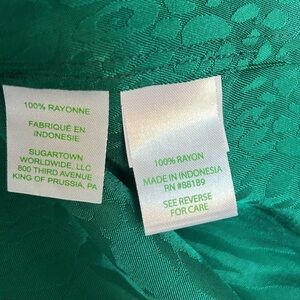 100% RAYONNE
FABRIQUÉ EN
INDONESIE
SUGARTOWN
WORLDWIDE, LLC
800 THIRD AVENUE
KING OF PRUSSIA, PA
100% RAYON
MADE IN INDONESIA
RN #88189
SEE REVERSE
FOR CARE